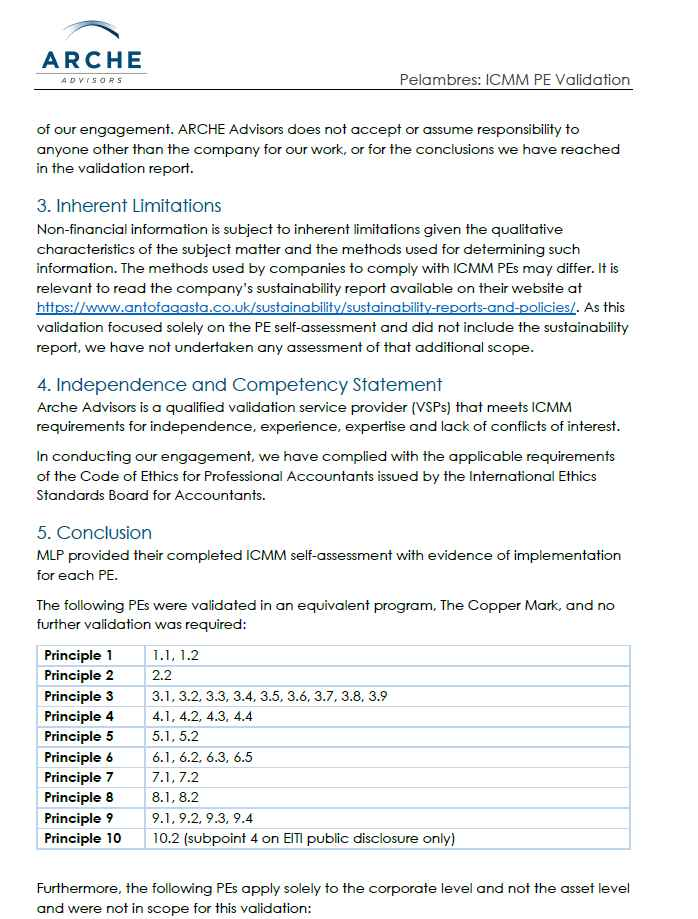 ARCHE
ADVISORS
Pelambres: ICMM PE Validation
of our engagement. ARCHE Advisors does not accept or assume responsibility to
anyone other than the company for our work, or for the conclusions we have reached
in the validation report.
3. Inherent Limitations
Non-financial information is subject to inherent limitations given the qualitative
characteristics of the subject matter and the methods used for determining such
information. The methods used by companies to comply with ICMM PEs may differ. It is
relevant to read the company's sustainability report available on their website at
https://www.antofagasta.co.uk/sustainability/sustainability-reports-and-policies/. As this
validation focused solely on the PE self-assessment and did not include the sustainability
report, we have not undertaken any assessment of that additional scope.
4. Independence and Competency Statement
Arche Advisors is a qualified validation service provider (VSPs) that meets ICMM
requirements for independence, experience, expertise and lack of conflicts of interest.
In conducting our engagement, we have complied with the applicable requirements
of the Code of Ethics for Professional Accountants issued by the International Ethics
Standards Board for Accountants.
5. Conclusion
MLP provided their completed ICMM self-assessment with evidence of implementation
for each PE.
The following PEs were validated in an equivalent program, The Copper Mark, and no
further validation was required:
Principle 1 1.1, 1.2
Principle 2 2.2
Principle 3 3.1, 3.2, 3.3, 3.4, 3.5, 3.6, 3.7, 3.8, 3.9
Principle 4 4.1, 4.2, 4.3, 4.4
Principle 5 5.1, 5.2
Principle 6 6.1, 6.2, 6.3, 6.5
Principle 7 7.1, 7.2
Principle 8 8.1, 8.2
Principle 9 9.1, 9.2, 9.3, 9.4
Principle 10 10.2 (subpoint 4 on EITI public disclosure only)
Furthermore, the following PEs apply solely to the corporate level and not the asset level
and were not in scope for this validation: